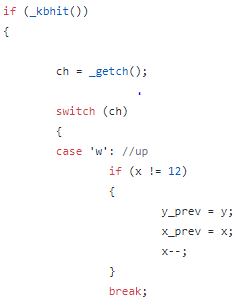 if (_kbhit())
{
ch = _getch();
switch (ch)
{
case 'w': //up
if (x != 12)
{
y_prev = y;
x_prev = x;
x--;
}
break;